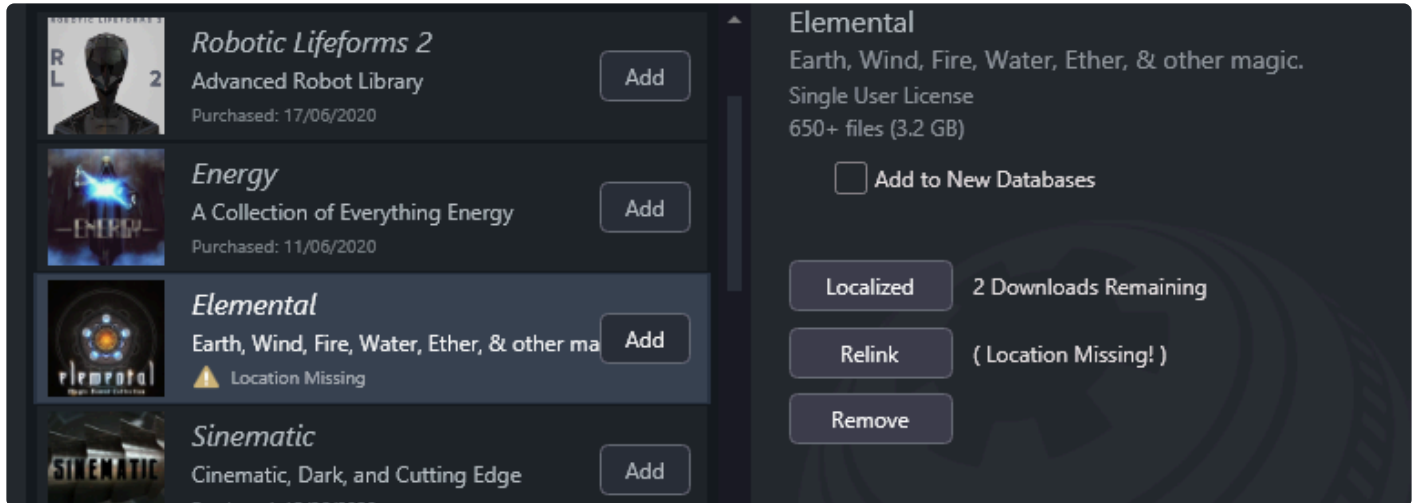 ROBOTIC LIFEFORMS 2
R
L 2
Robotic Lifeforms 2
Advanced Robot Library
Purchased: 17/06/2020
Add
ENERGY
Energy
A Collection of Everything Energy
Purchased: 11/06/2020
Add
elemental
Elemental
Earth, Wind, Fire, Water, Ether, & other ma
Location Missing
Add
SINEMATIC
Sinematic
Cinematic, Dark, and Cutting Edge
Add
Elemental
Earth, Wind, Fire, Water, Ether, & other magic.
Single User License
650+ files (3.2 GB)
Add to New Databases
Localized 2 Downloads Remaining
Relink ( Location Missing! )
Remove